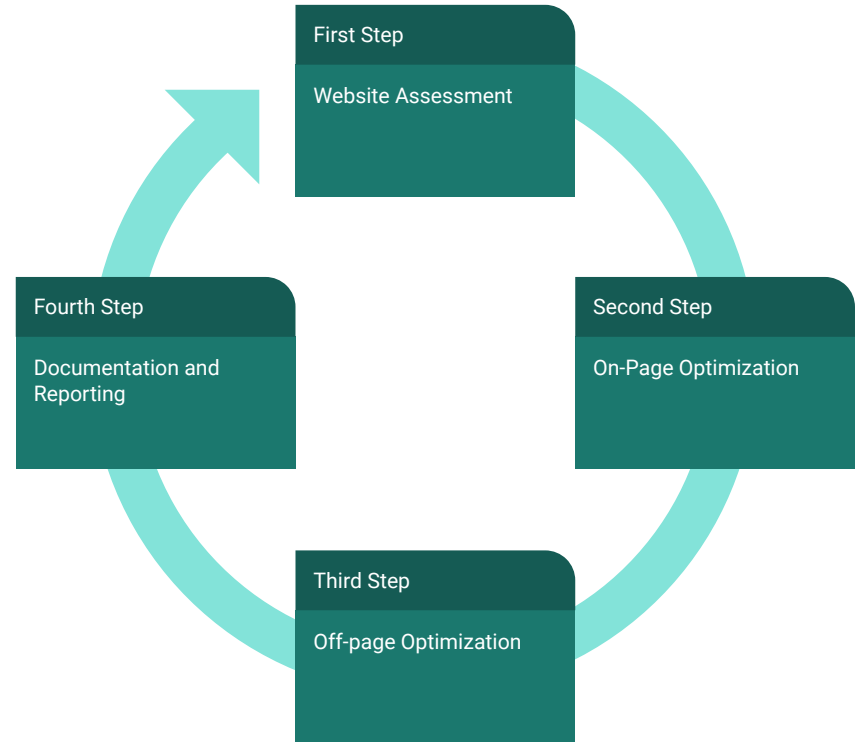 First Step
Website Assessment
Second Step
On-Page Optimization
Third Step
Off-page Optimization
Fourth Step
Documentation and
Reporting